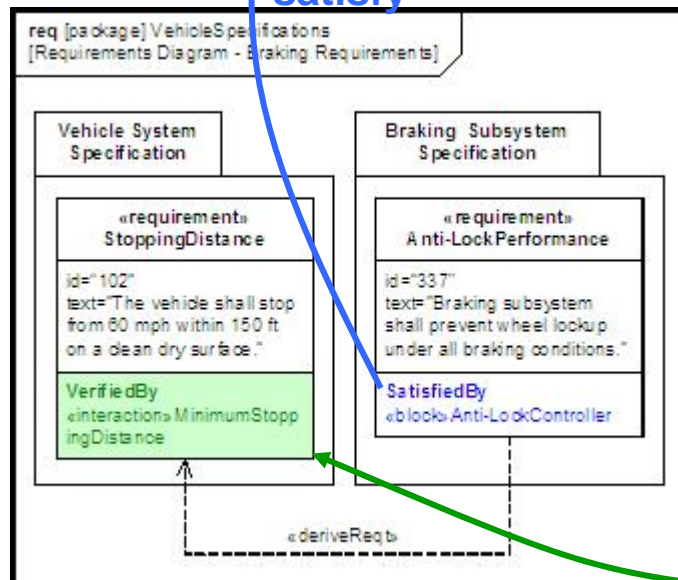 satisfy
req [package] VehicleSpecifications
[Requirements Diagram - Braking Requirements]
Vehicle System
Specification
Braking Subsystem
Specification
«requirement»
StoppingDistance
id="102"
text="The vehicle shall stop
from 60 mph within 150 ft
on a clean dry surface."
VerifiedBy
«interaction»MinimumStopp
ingDistance
«requirement»
Anti-LockPerformance
id="337"
text="Braking subsystem
shall prevent wheel lockup
under all braking conditions."
SatisfiedBy
«block»Anti-LockController
«deriveReqt»